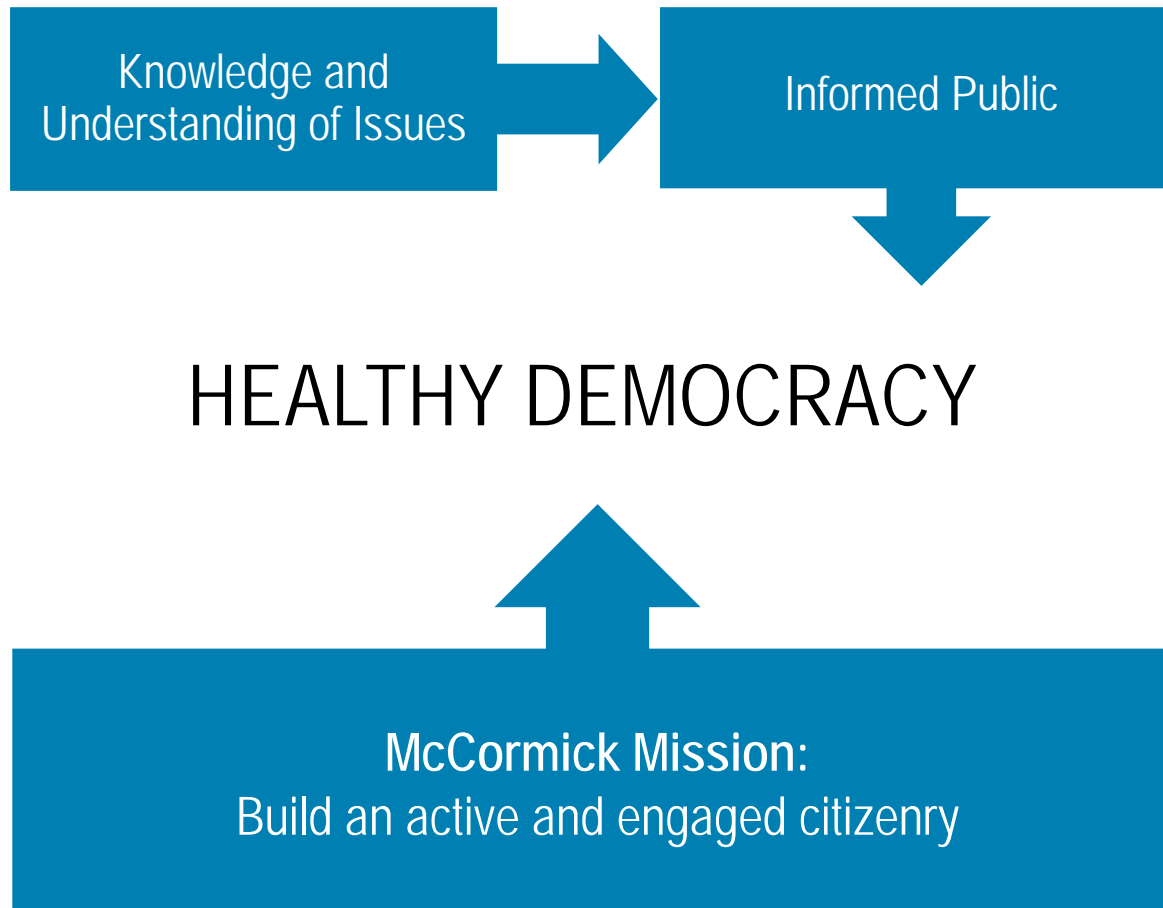 Knowledge and
Understanding of Issues
Informed Public
HEALTHY DEMOCRACY
McCormick Mission:
Build an active and engaged citizenry